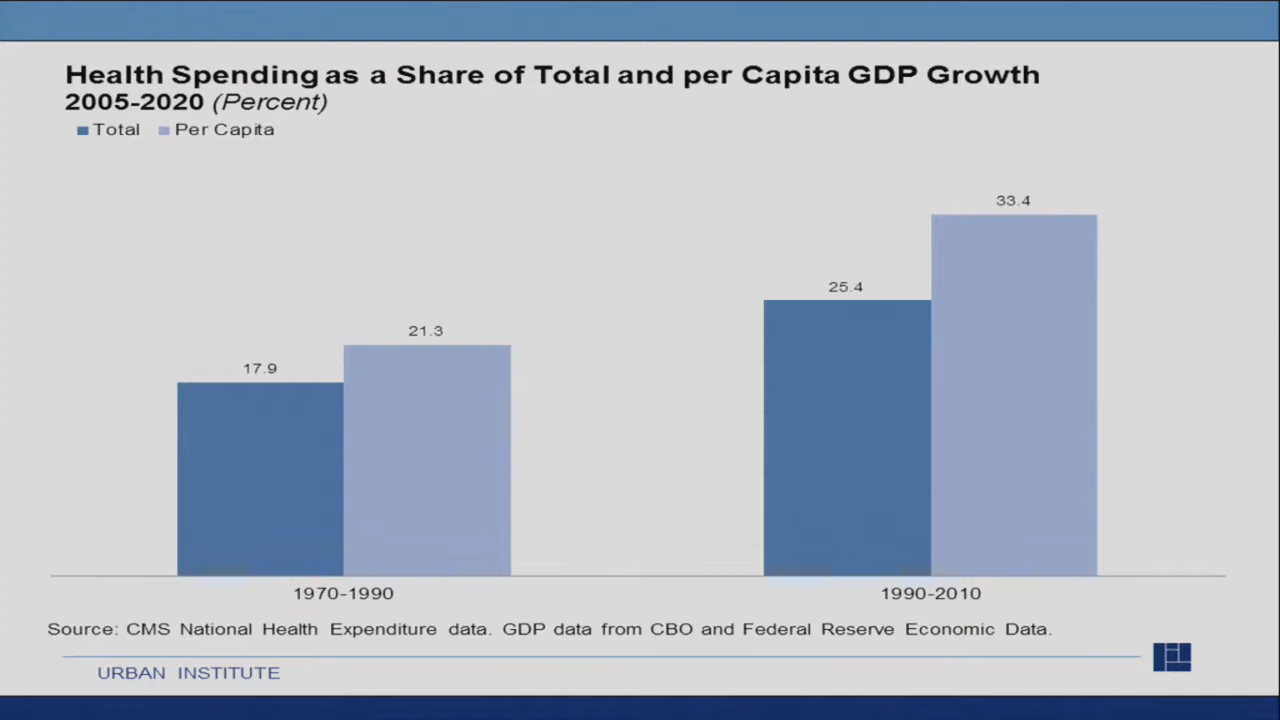 Health Spending as a Share of Total and per Capita GDP Growth
2005-2020 (Percent)
Total Per Capita
33.4
25.4
21.3
17.9
1970-1990 1990-2010
Source: CMS National Health Expenditure data. GDP data from CBO and Federal Reserve Economic Data.
URBAN INSTITUTE